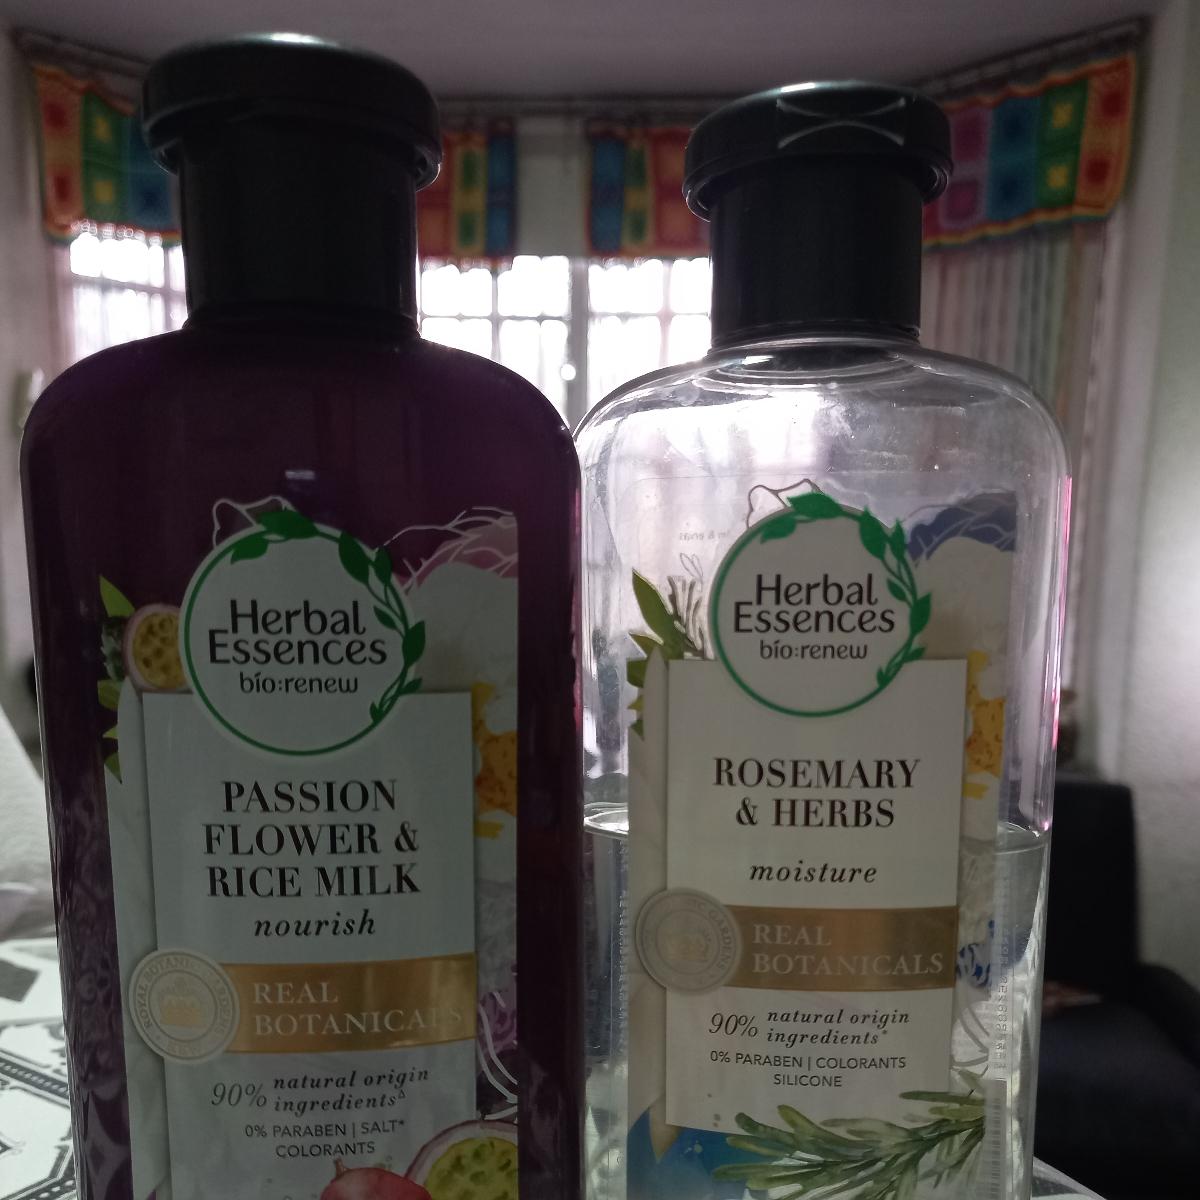 Herbal
Essences
bío:renew
PASSION
FLOWER &
RICE MILK
nourish
REAL
BOTANICALS
90% natural origin
ingredientsΔ
0% PARABEN | SALT*
COLORANTS
Herbal
Essences
bío:renew
ROSEMARY
& HERBS
moisture
REAL
BOTANICALS
90% natural origin
ingredients*
0% PARABEN | COLORANTS
SILICONE